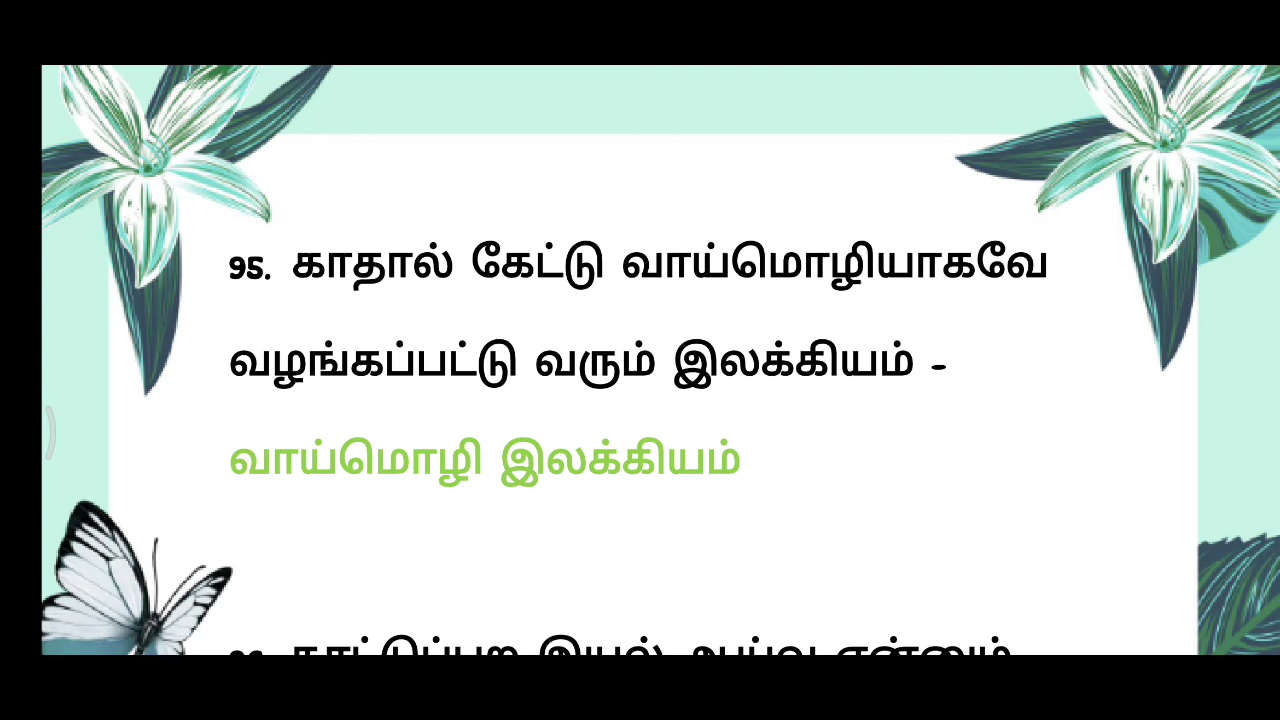 95. காதால் கேட்டு வாய்மொழியாகவே
வழங்கப்பட்டு வரும் இலக்கியம் -
வாய்மொழி இலக்கியம்